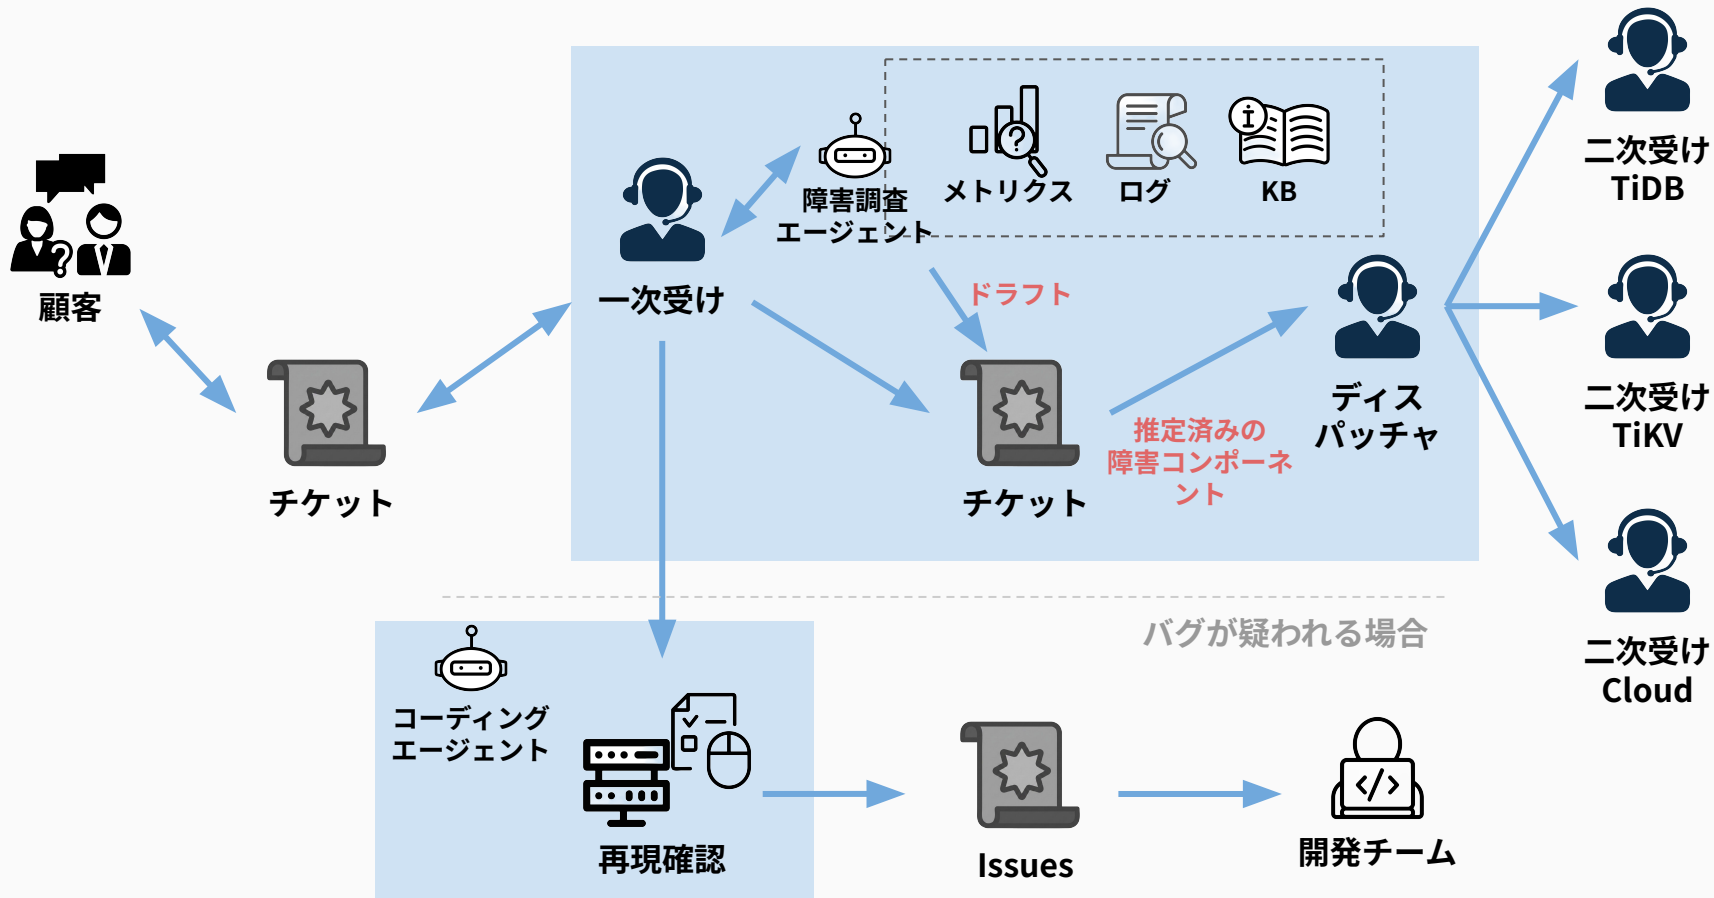 顧客
チケット
一次受け
障害調査
エージェント
メトリクス
ログ
KB
ドラフト
チケット
推定済みの
障害コンポーネ
ント
ディス
パッチャ
二次受け
TiDB
二次受け
TiKV
二次受け
Cloud
バグが疑われる場合
コーディング
エージェント
再現確認
Issues
開発チーム